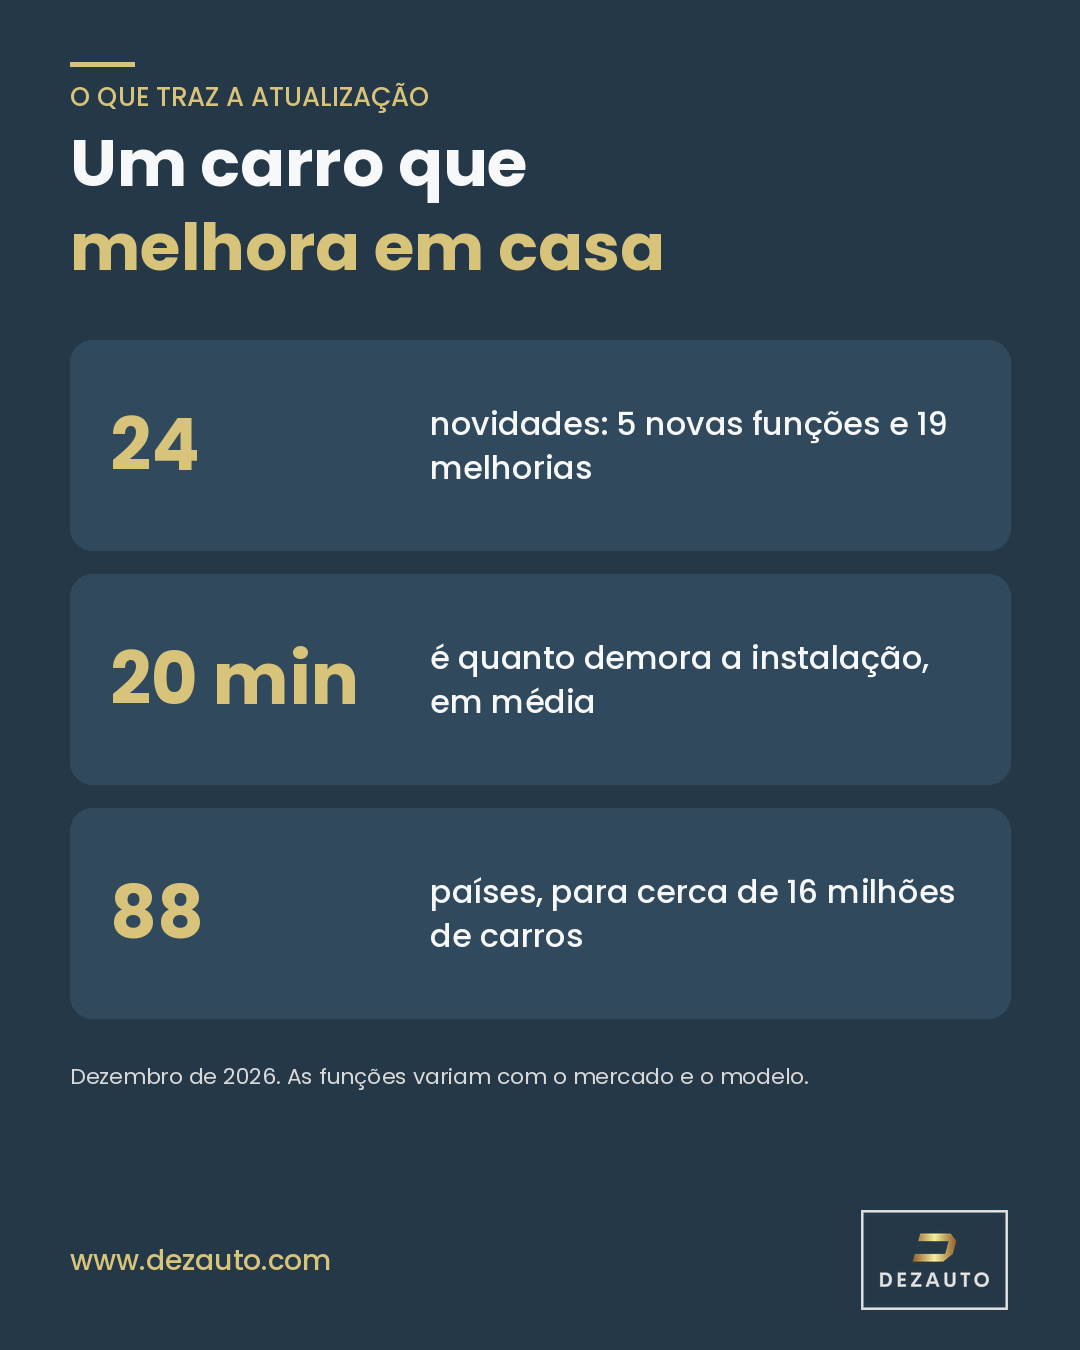 O QUE TRAZ A ATUALIZAÇÃO
Um carro que
melhora em casa
24
novidades: 5 novas funções e 19
melhorias
20 min
é quanto demora a instalação,
em média
88
países, para cerca de 16 milhões
de carros
Dezembro de 2026. As funções variam com o mercado e o modelo.
www.dezauto.com
DEZAUTO